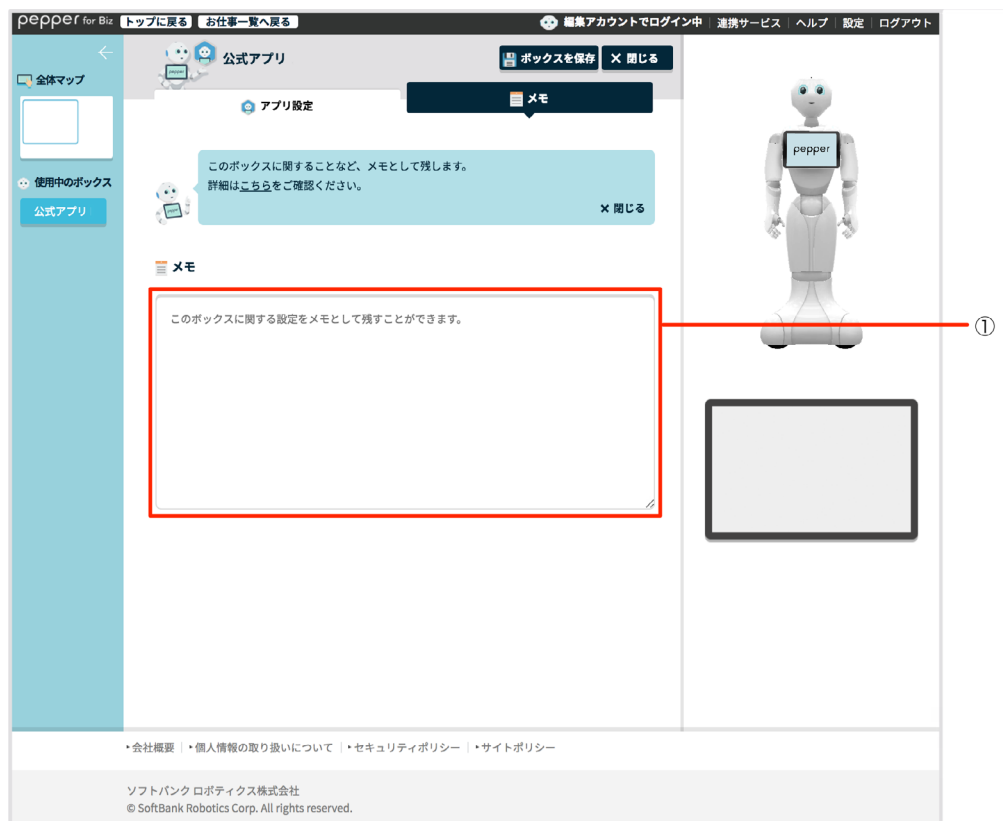 pepper for Biz トップに戻る お仕事一覧へ戻る 編集アカウントでログイン中 連携サービス ヘルプ 設定 ログアウト
全体マップ
使用中のボックス
公式アプリ
公式アプリ
ボックスを保存 × 閉じる
アプリ設定
メモ
このボックスに関することなど、メモとして残します。
詳細はこちらをご確認ください。
× 閉じる
メモ
このボックスに関する設定をメモとして残すことができます。
①
pepper
会社概要 個人情報の取り扱いについて セキュリティポリシー サイトポリシー
ソフトバンク ロボティクス株式会社
© SoftBank Robotics Corp. All rights reserved.